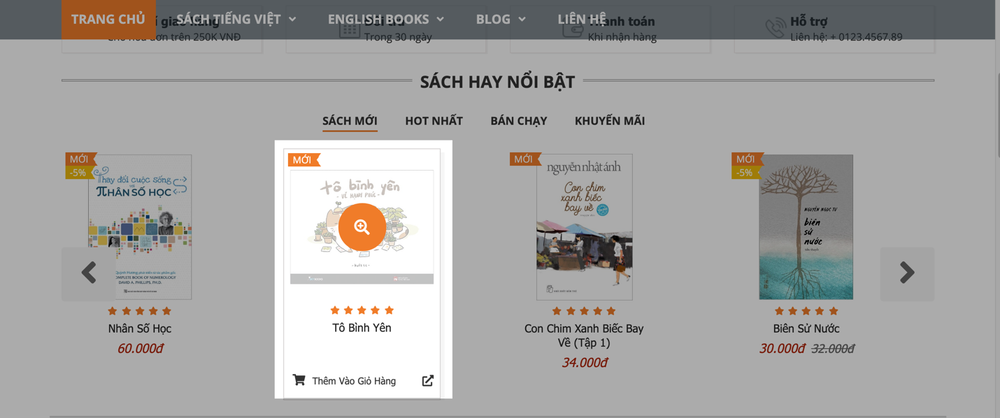 TRANG CHỦ
SÁCH TIẾNG VIỆT
ENGLISH BOOKS
BLOG
LIÊN HỆ
í giao hàng
Cho hóa đơn trên 250K VNĐ
Đổi trả
Trong 30 ngày
Thanh toán
Khi nhận hàng
Hỗ trợ
Liên hệ: + 0123.4567.89
SÁCH HAY NỔI BẬT
SÁCH MỚI
HOT NHẤT
BÁN CHẠY
KHUYẾN MÃI
MỚI
-5%
Thay đổi cuộc sống
với
NHÂN SỐ HỌC
Quỳnh Hương
COMPLETE BOOK OF NUMEROLOGY
DAVID A. PHILLIPS, PH.D.
Nhân Số Học
60.000đ
MỚI
tô bình yên
- VẼ HẠNH PHÚC -
Tô Bình Yên
Thêm Vào Giỏ Hàng
MỚI
nguyễn nhật ánh
Con chim
xanh biếc
bay về
Con Chim Xanh Biếc Bay
Về (Tập 1)
34.000đ
MỚI
-5%
NGUYỄN NGỌC TƯ
biên
sử
nước
Biên Sử Nước
30.000đ 32.000đ